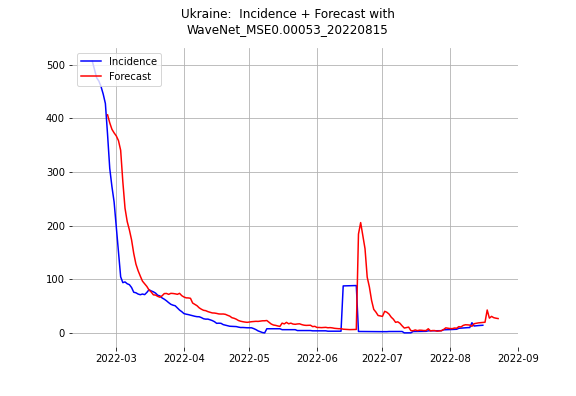 Ukraine:  Incidence + Forecast with
WaveNet_MSE0.00053_20220815
Incidence
Forecast
500
400
300
200
100
0
2022-03 2022-04 2022-05 2022-06 2022-07 2022-08 2022-09